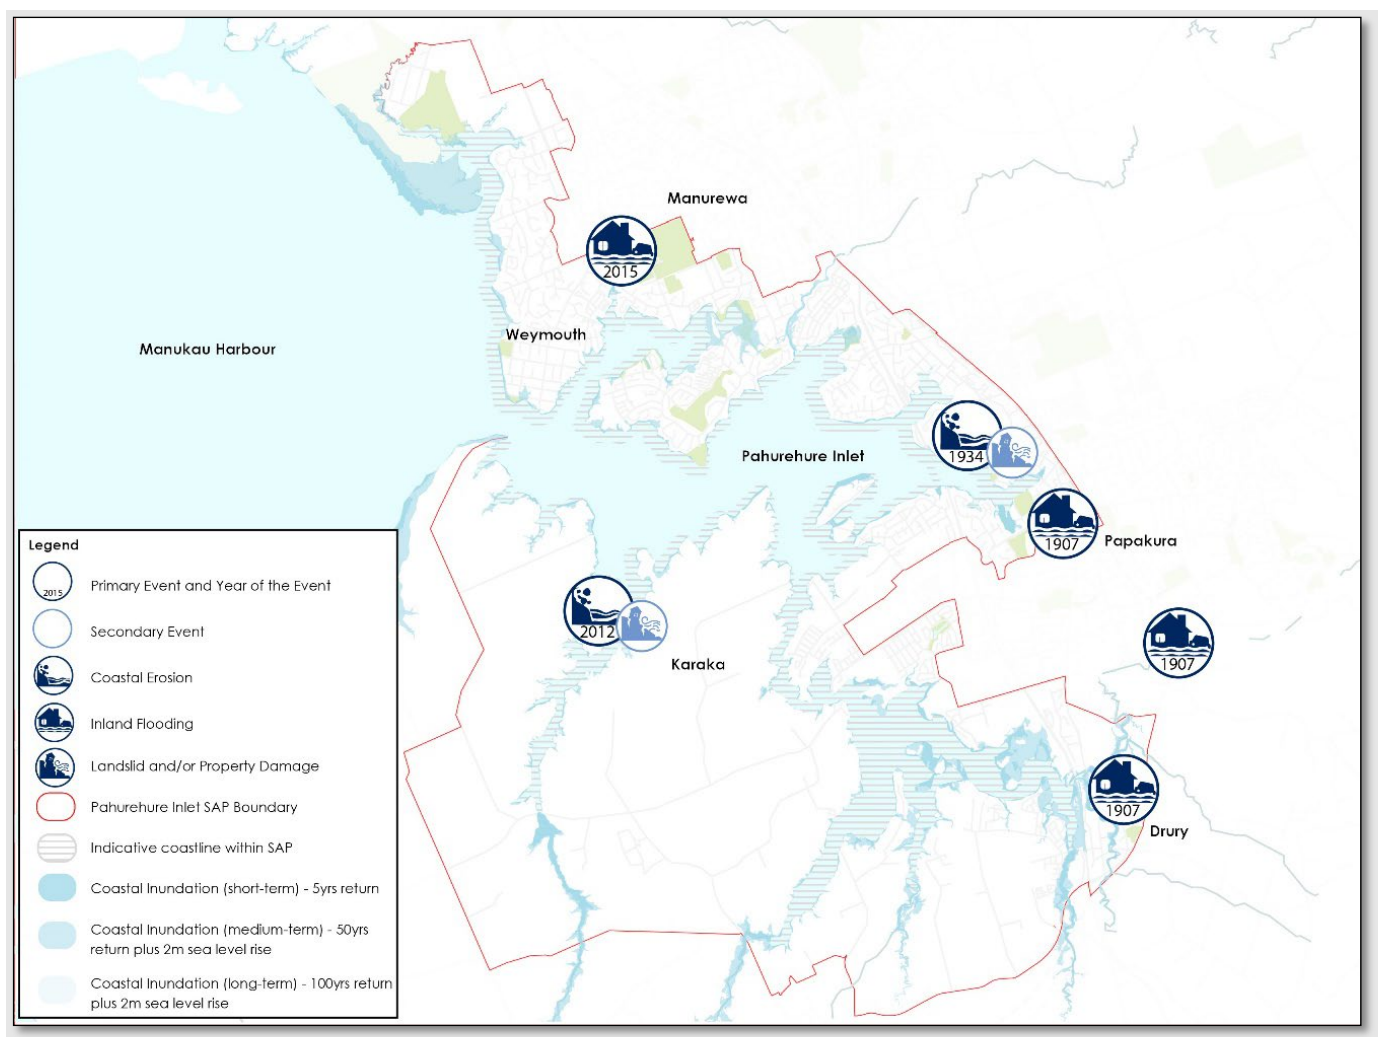 Manurewa
2015
Weymouth
Manukau Harbour
Pahurehure Inlet
1934
1907
Papakura
2012
Karaka
1907
1907
Drury
Legend
2015
Primary Event and Year of the Event
Secondary Event
Coastal Erosion
Inland Flooding
Landslid and/or Property Damage
Pahurehure Inlet SAP Boundary
Indicative coastline within SAP
Coastal Inundation (short-term) - 5yrs return
Coastal Inundation (medium-term) - 50yrs
return plus 2m sea level rise
Coastal Inundation (long-term) - 100yrs return
plus 2m sea level rise